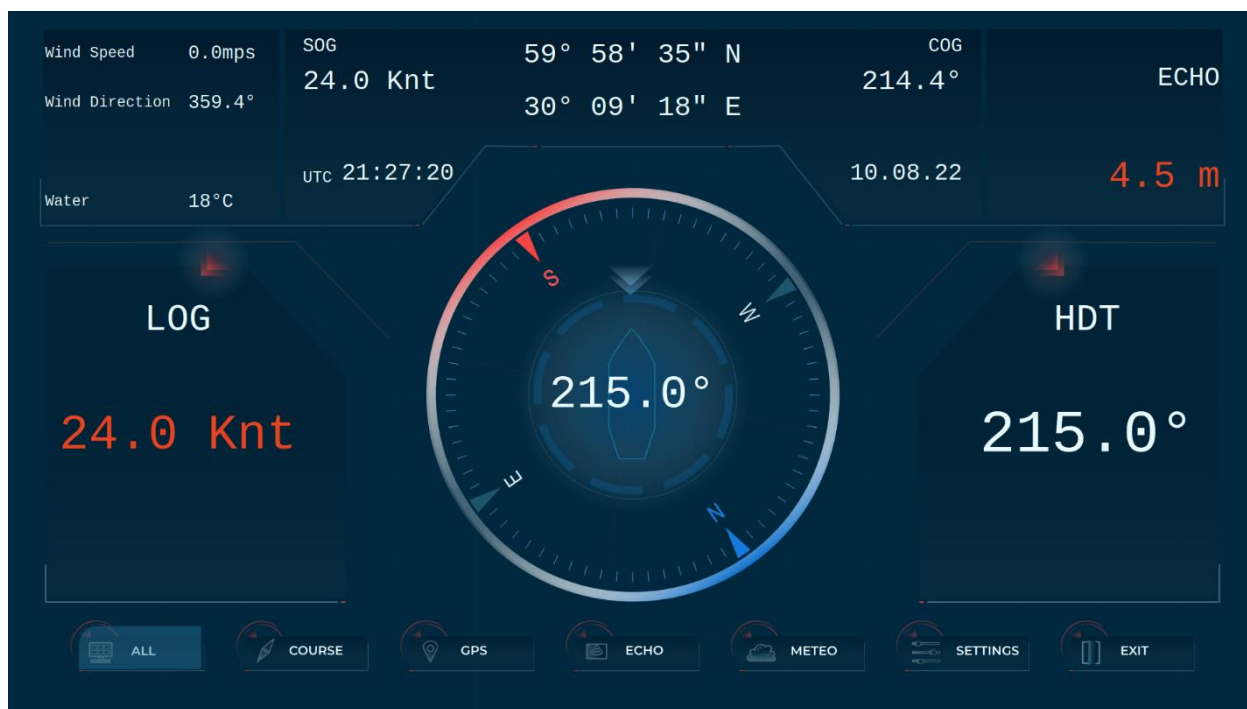 Wind Speed 0.0mps
Wind Direction 359.4°
Water 18°C
SOG
24.0 Knt
UTC 21:27:20
59° 58' 35" N
30° 09' 18" E
COG
214.4°
10.08.22
ECHO
4.5 m
LOG
24.0 Knt
S
W
215.0°
E
N
HDT
215.0°
ALL
COURSE
GPS
ECHO
METEO
SETTINGS
EXIT